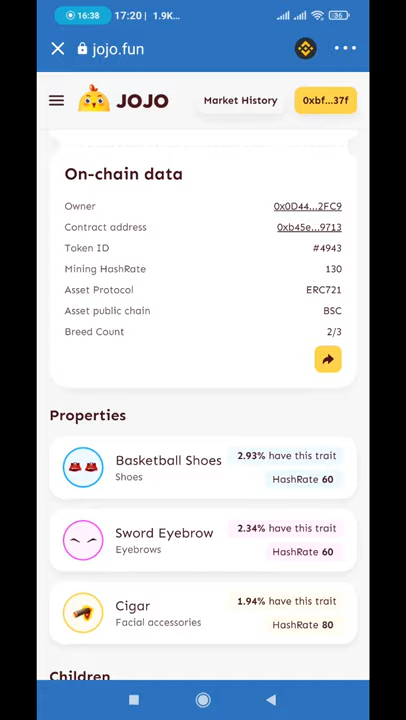 16:38 17:20 | 1.9K... 36
jojo.fun
JOJO Market History 0xbf...37f
On-chain data
Owner 0x0D44...2FC9
Contract address 0xb45e...9713
Token ID #4943
Mining HashRate 130
Asset Protocol ERC721
Asset public chain BSC
Breed Count 2/3
Properties
Basketball Shoes 2.93% have this trait
Shoes HashRate 60
Sword Eyebrow 2.34% have this trait
Eyebrows HashRate 60
Cigar 1.94% have this trait
Facial accessories HashRate 80
Children